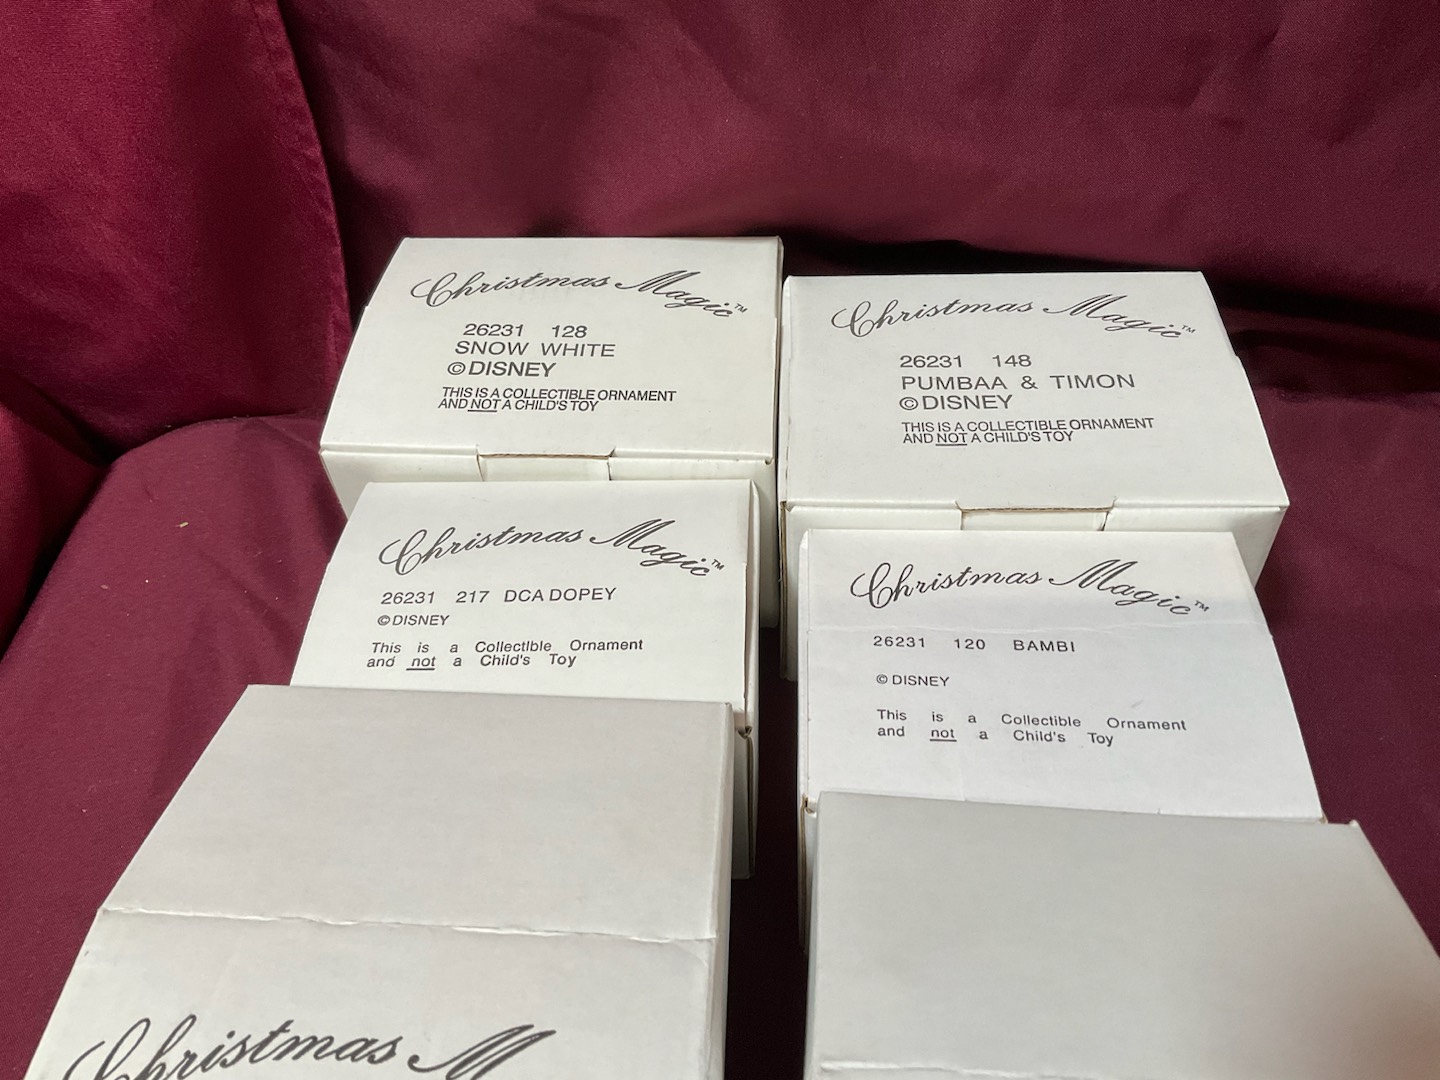 Christmas Magic™
26231 128
SNOW WHITE
©DISNEY
THIS IS A COLLECTIBLE ORNAMENT
AND NOT A CHILD'S TOY
Christmas Magic™
26231 148
PUMBAA & TIMON
©DISNEY
THIS IS A COLLECTIBLE ORNAMENT
AND NOT A CHILD'S TOY
Christmas Magic™
26231 217 DCA DOPEY
©DISNEY
This is a Collectible Ornament
and not a Child's Toy
Christmas Magic™
26231 120 BAMBI
©DISNEY
This is a Collectible Ornament
and not a Child's Toy
Christmas M